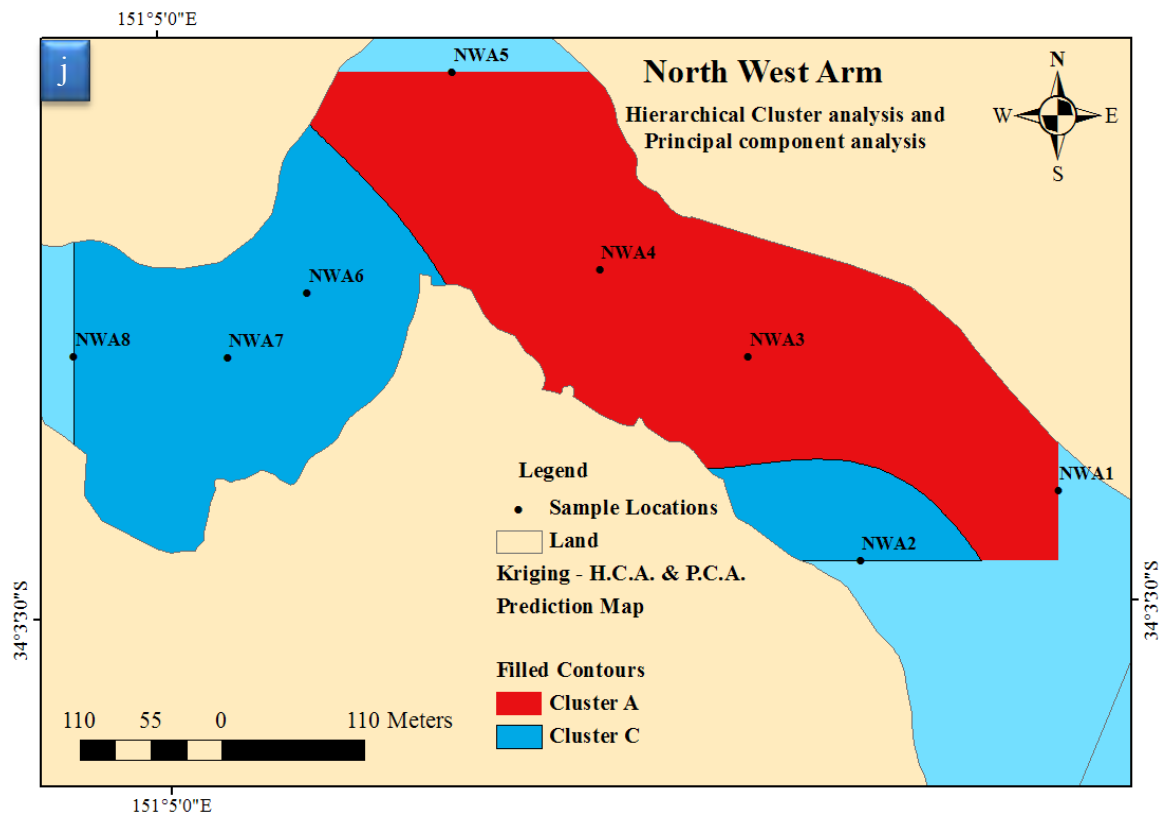 151°5'0"E
j
NWA5
North West Arm
Hierarchical Cluster analysis and
Principal component analysis
N
W
E
S
NWA4
NWA6
NWA8
NWA7
NWA3
NWA1
NWA2
Legend
Sample Locations
Land
Kriging - H.C.A. & P.C.A.
Prediction Map
Filled Contours
Cluster A
Cluster C
34°3'30"S
34°3'30"S
110 55 0 110 Meters
151°5'0"E